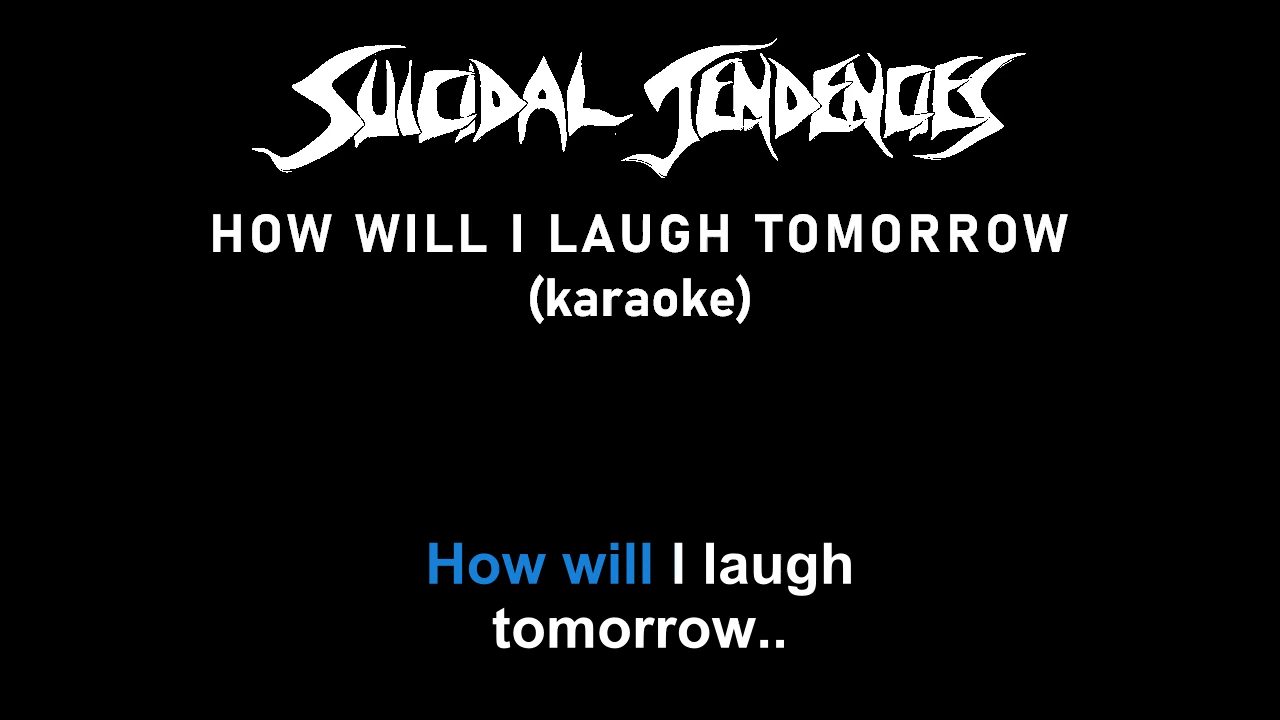 SUICIDAL TENDENCIES
HOW WILL I LAUGH TOMORROW
(karaoke)
How will I laugh
tomorrow..